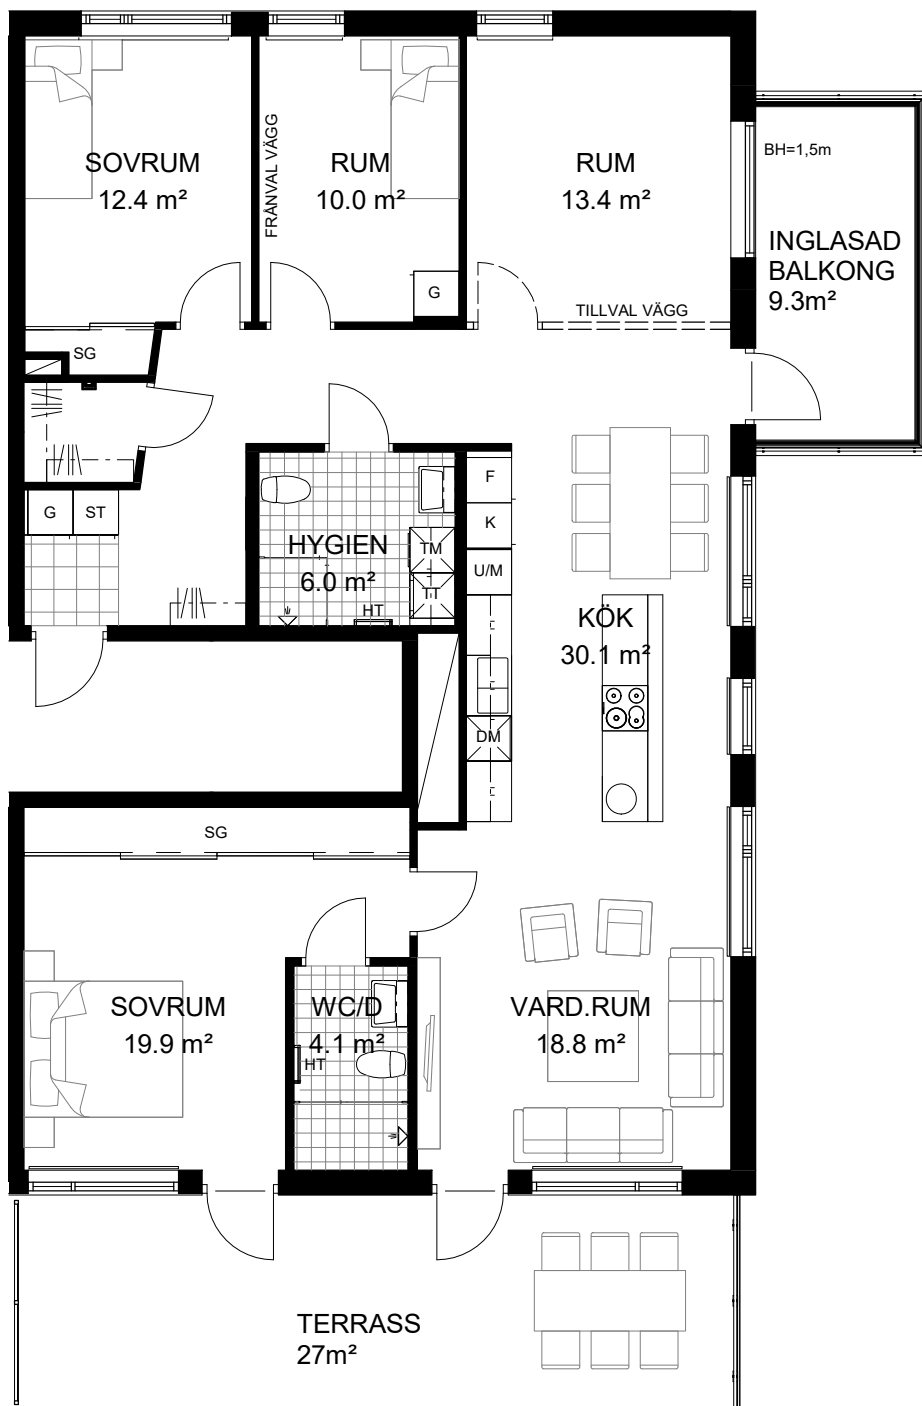 SOVRUM
12.4 m²
FRÅNVAL VÄGG
RUM
10.0 m²
RUM
13.4 m²
BH=1,5m
INGLASAD
BALKONG
9.3m²
G
TILLVAL VÄGG
SG
G
ST
HYGIEN
6.0 m²
TM
TT
HT
F
K
U/M
DM
KÖK
30.1 m²
SG
SOVRUM
19.9 m²
WC/D
4.1 m²
HT
VARD.RUM
18.8 m²
TERRASS
27m²